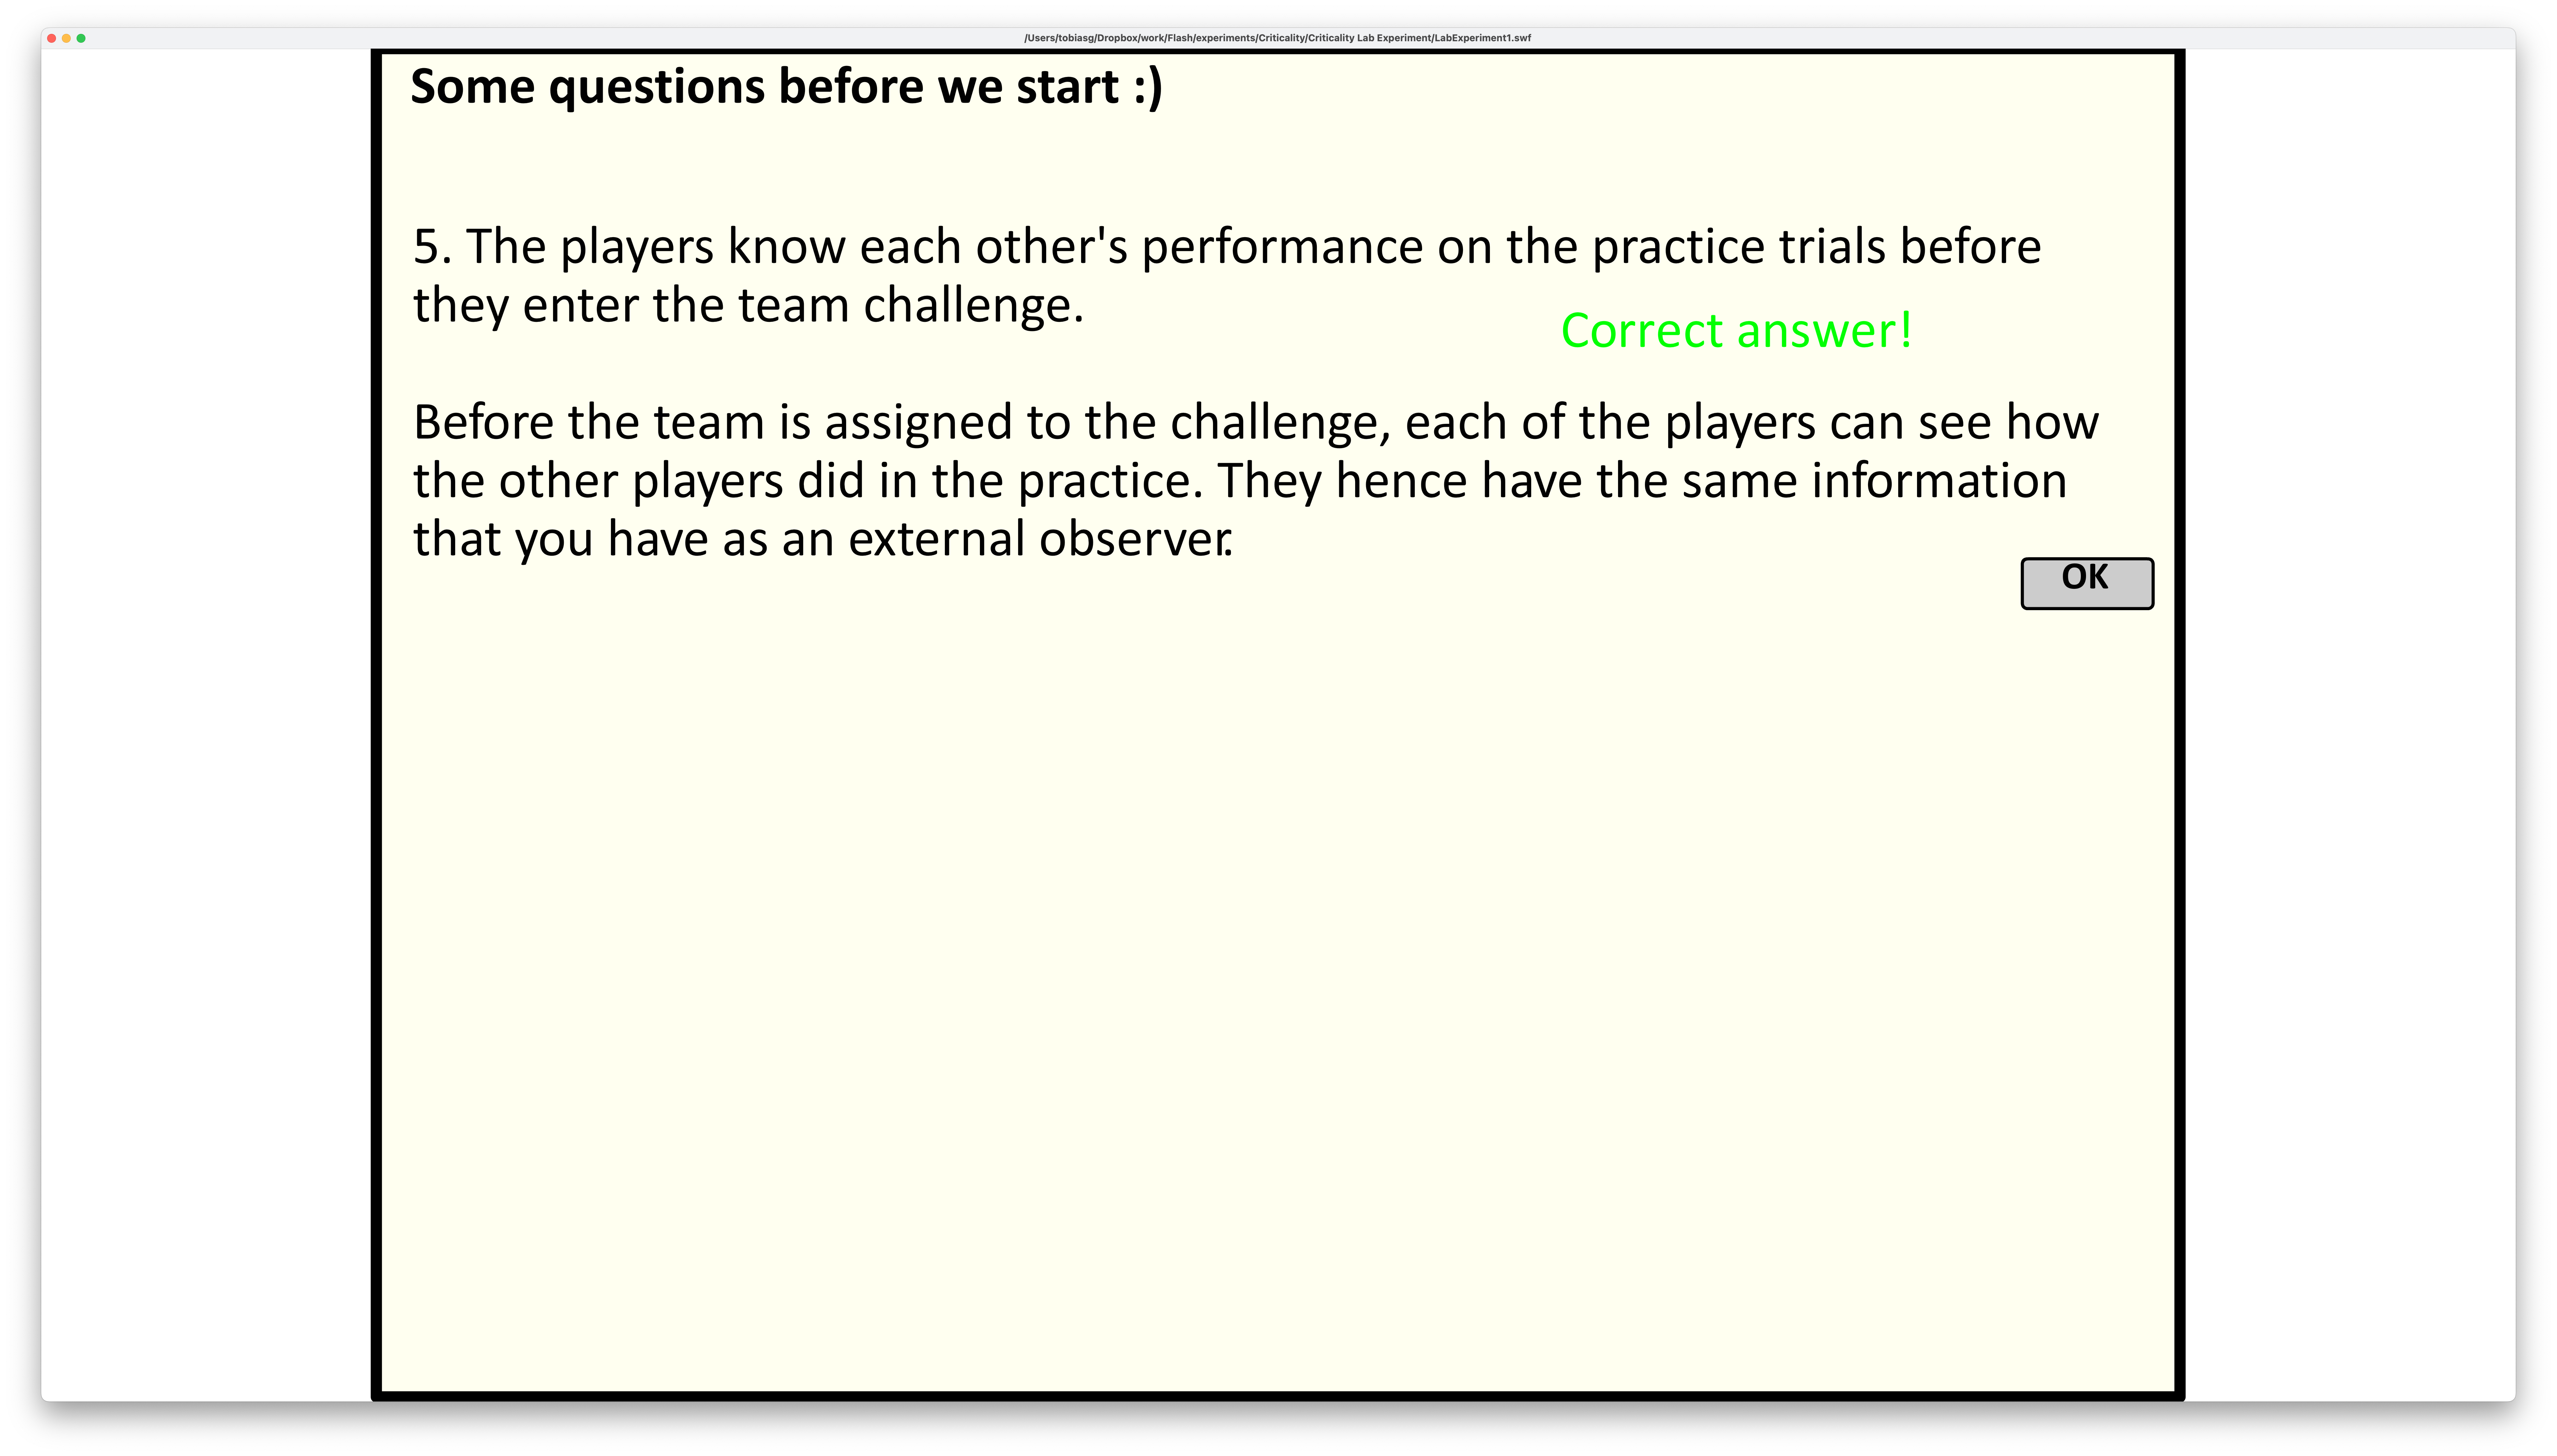 /Users/tobiasg/Dropbox/work/Flash/experiments/Criticality/Criticality Lab Experiment/LabExperiment1.swf
Some questions before we start :)
5. The players know each other's performance on the practice trials before
they enter the team challenge.
Correct answer!
Before the team is assigned to the challenge, each of the players can see how
the other players did in the practice. They hence have the same information
that you have as an external observer.
OK